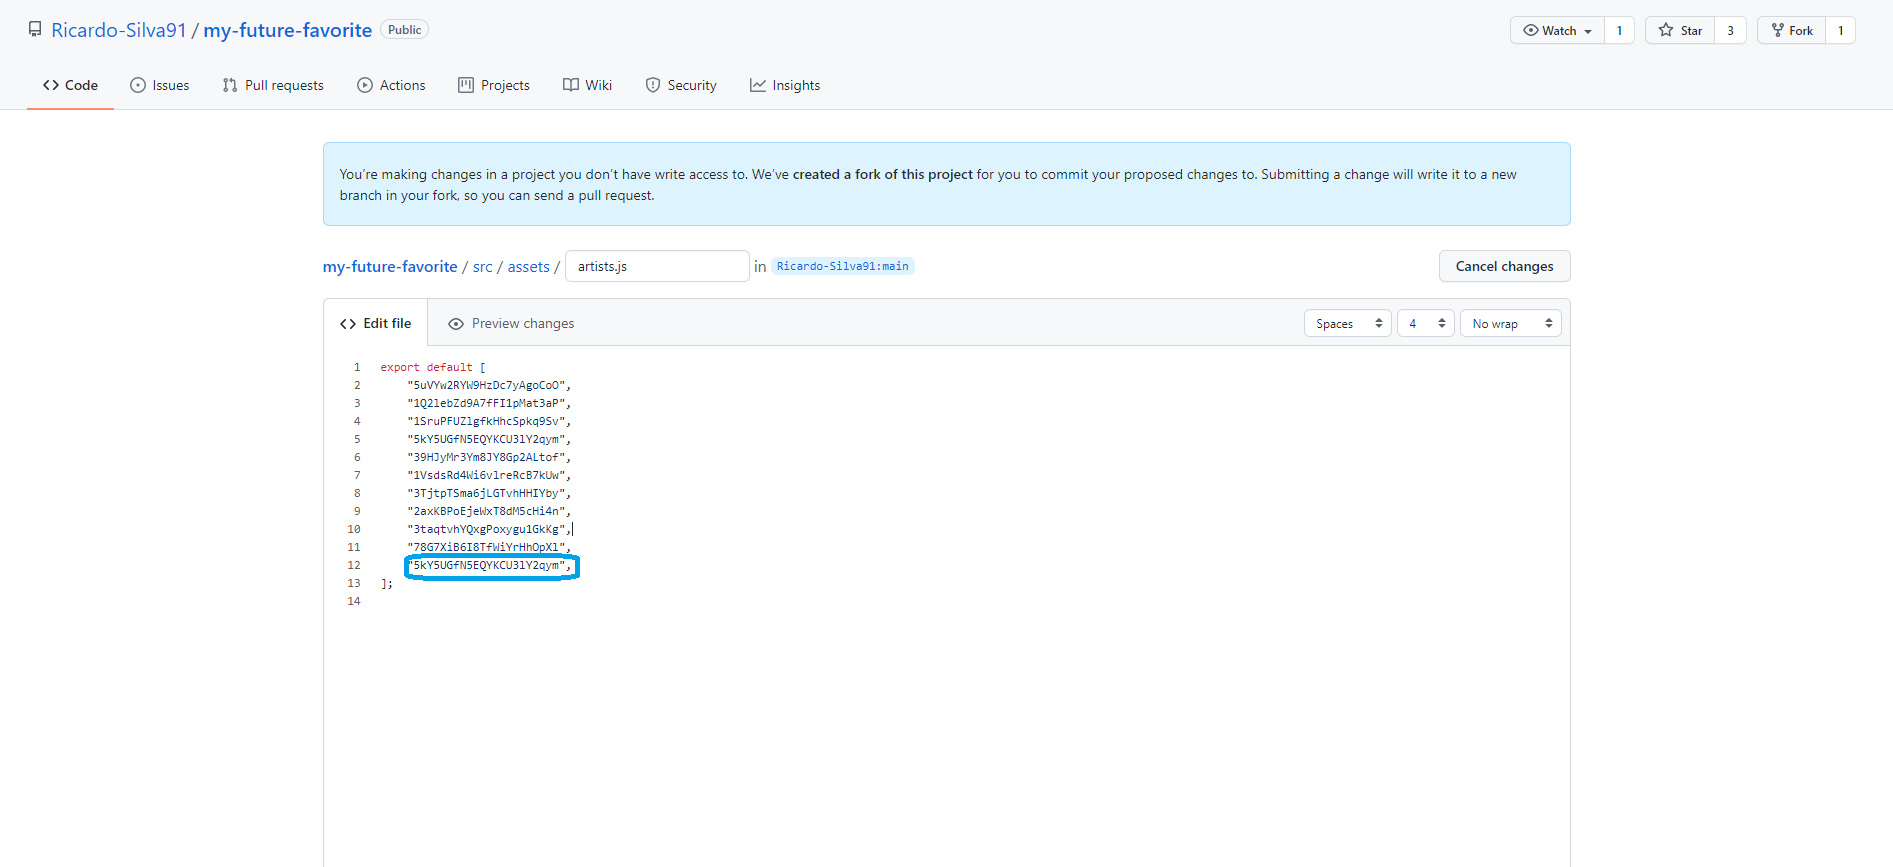 Ricardo-Silva91 / my-future-favorite Public Watch 1 Star 3 Fork 1
Code Issues Pull requests Actions Projects Wiki Security Insights
You’re making changes in a project you don’t have write access to. We’ve created a fork of this project for you to commit your proposed changes to. Submitting a change will write it to a new
branch in your fork, so you can send a pull request.
my-future-favorite / src / assets / artists.js in Ricardo-Silva91:main Cancel changes
Edit file Preview changes Spaces 4 No wrap
1 export default [
2 "5uVYw2RYW9HzDc7yAgoCoO",
3 "1Q2lebZd9A7fFI1pMat3aP",
4 "1SruPFUZlgfkHhcSpkq9Sv",
5 "5kY5UGfN5EQYKCU3lY2qym",
6 "39HJyMr3Ym8JY8Gp2ALtof",
7 "1VsdsRd4Wi6vlreRcB7kUw",
8 "3TjtpTSma6jLGTvhHHIYby",
9 "2axKBPoEjeWxT8dM5cHi4n",
10 "3taqtvhYQxgPoxygu1GkKg",
11 "78G7XiB6I8TfWiYrHhOpXl",
12 "5kY5UGfN5EQYKCU3lY2qym",
13 ];
14